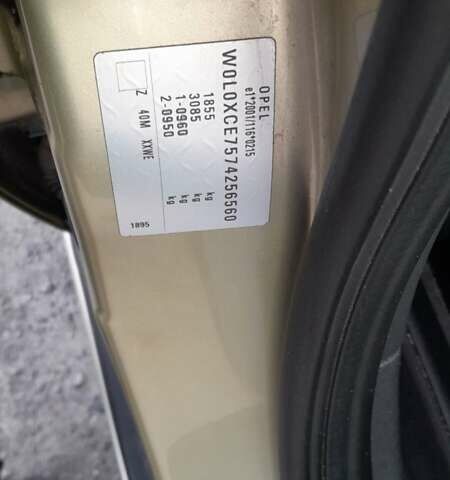 OPEL
e1*2001/116*0215
W0L0XCE7574256560
1855 kg
3085 kg
1-0960 kg
2-0950 kg
Z 40M XXWE
1895